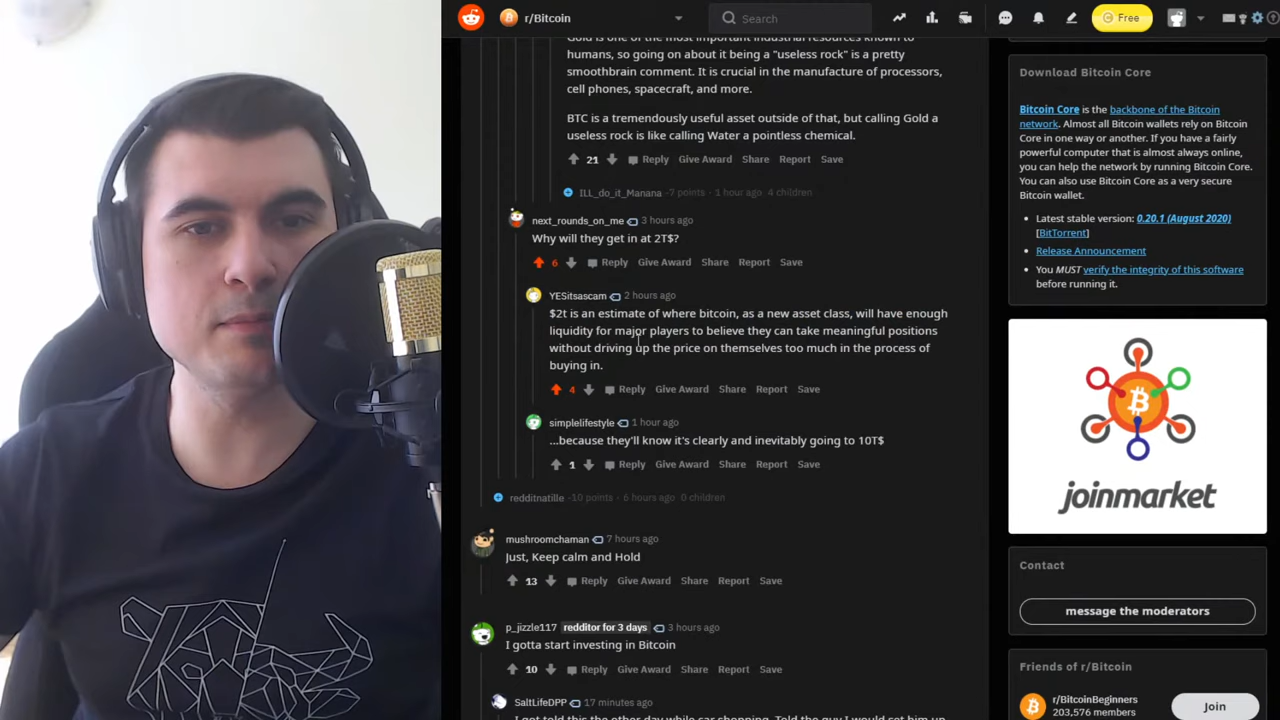 r/Bitcoin
Search
Free
Gold is one of the most important industrial resources known to
humans, so going on about it being a "useless rock" is a pretty
smoothbrain comment. It is crucial in the manufacture of processors,
cell phones, spacecraft, and more.
BTC is a tremendously useful asset outside of that, but calling Gold a
useless rock is like calling Water a pointless chemical.
21 Reply Give Award Share Report Save
ILL_do_it_Manana -7 points · 1 hour ago 4 children
next_rounds_on_me 3 hours ago
Why will they get in at 2T$?
6 Reply Give Award Share Report Save
YESitsascam 2 hours ago
$2t is an estimate of where bitcoin, as a new asset class, will have enough
liquidity for major players to believe they can take meaningful positions
without driving up the price on themselves too much in the process of
buying in.
4 Reply Give Award Share Report Save
simplelifestyle 1 hour ago
...because they'll know it's clearly and inevitably going to 10T$
1 Reply Give Award Share Report Save
redditnatille -10 points · 6 hours ago 0 children
mushroomchaman 7 hours ago
Just, Keep calm and Hold
13 Reply Give Award Share Report Save
p_jizzle117 redditor for 3 days 3 hours ago
I gotta start investing in Bitcoin
10 Reply Give Award Share Report Save
SaltLifeDPP 17 minutes ago
I got told this the other day while car shopping. Told the guy I would set him up
Download Bitcoin Core
Bitcoin Core is the backbone of the Bitcoin
network. Almost all Bitcoin wallets rely on Bitcoin
Core in one way or another. If you have a fairly
powerful computer that is almost always online,
you can help the network by running Bitcoin Core.
You can also use Bitcoin Core as a very secure
Bitcoin wallet.
Latest stable version: 0.20.1 (August 2020)
[BitTorrent]
Release Announcement
You MUST verify the integrity of this software
before running it.
joinmarket
Contact
message the moderators
Friends of r/Bitcoin
r/BitcoinBeginners
203,576 members
Join